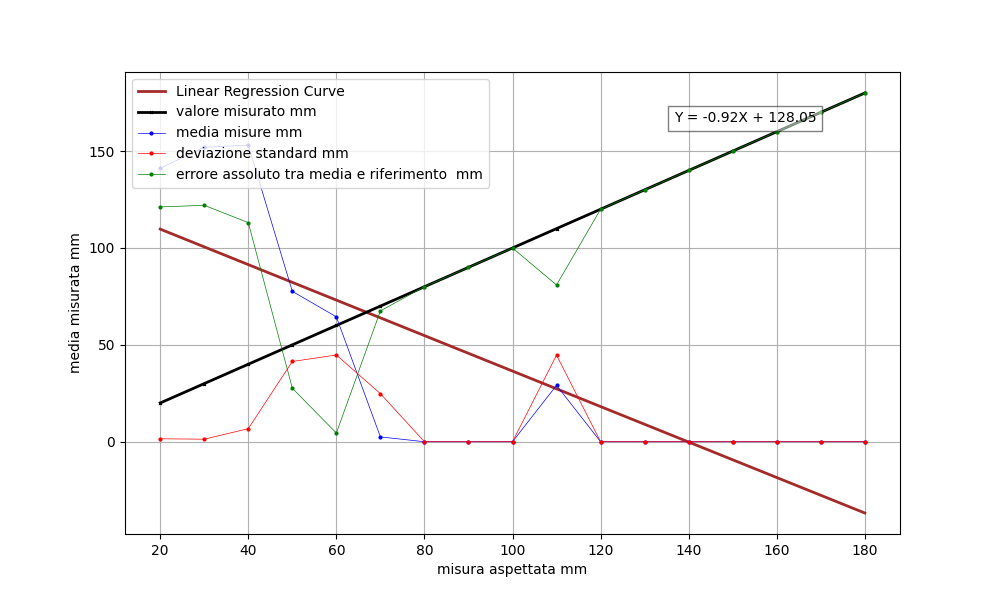 Linear Regression Curve
valore misurato mm
media misure mm
deviazione standard mm
errore assoluto tra media e riferimento  mm
Y = -0.92X + 128.05
150
100
50
0
media misurata mm
20 40 60 80 100 120 140 160 180
misura aspettata mm